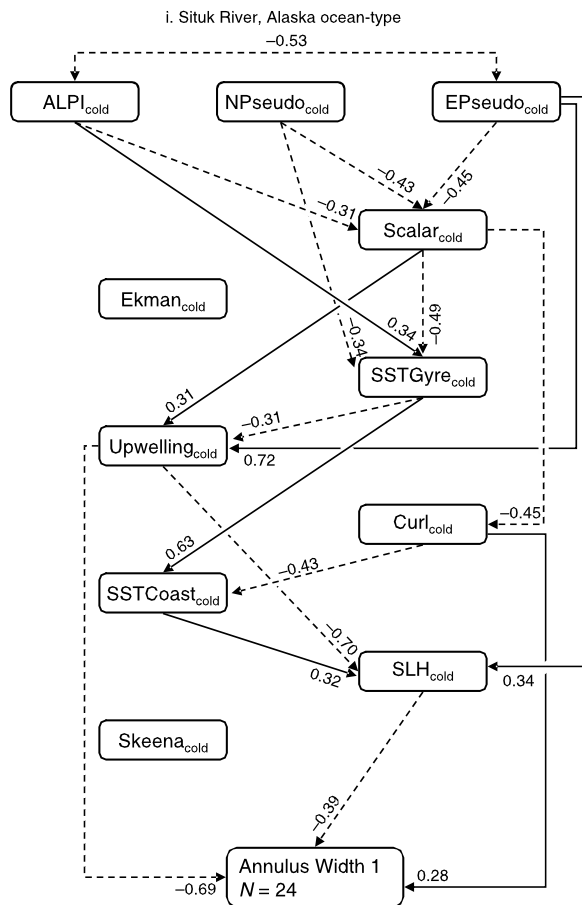 i. Situk River, Alaska ocean-type
–0.53
ALPIcold
NPseudocold
EPseudocold
–0.43
–0.45
–0.31
Scalarcold
Ekmancold
–0.49
0.34
–0.34
SSTGyrecold
0.31
–0.31
Upwellingcold
0.72
Curlcold
–0.45
0.63
–0.43
SSTCoastcold
–0.70
0.32
SLHcold
0.34
Skeenacold
–0.39
Annulus Width 1
N = 24
–0.69
0.28